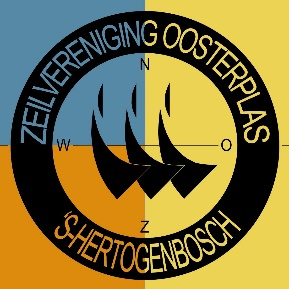 ZEILVERENIGING OOSTERPLAS
N
W O
Z
'S-HERTOGENBOSCH